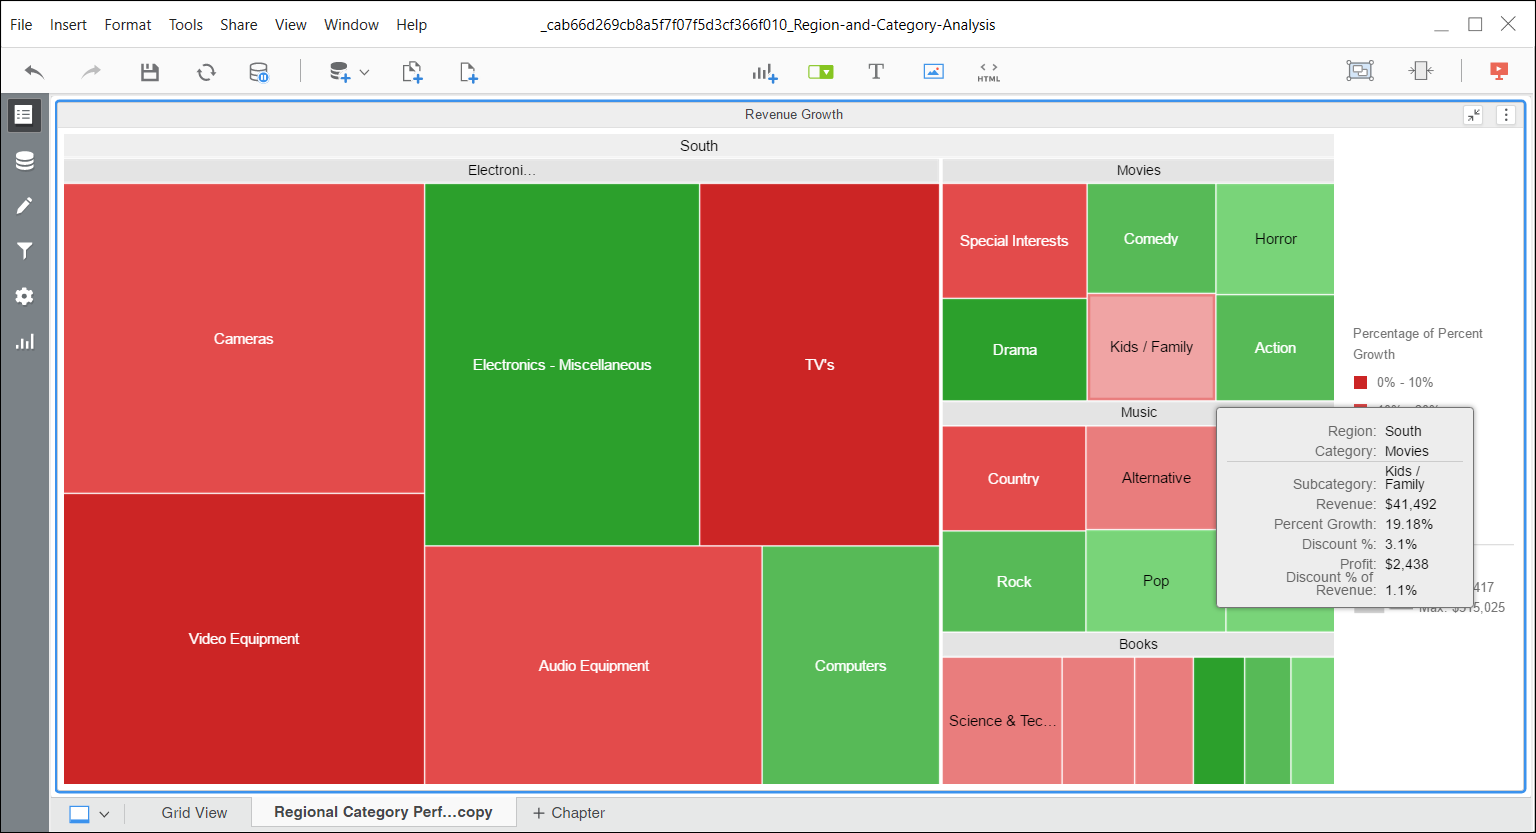 File Insert Format Tools Share View Window Help _cab66d269cb8a5f7f07f5d3cf366f010_Region-and-Category-Analysis
T
HTML
Revenue Growth
South
Electroni...
Movies
Cameras
Electronics - Miscellaneous
TV's
Video Equipment
Audio Equipment
Computers
Special Interests
Comedy
Horror
Drama
Kids / Family
Action
Music
Country
Alternative
Rock
Pop
Books
Science & Tec...
Percentage of Percent
Growth
0% - 10%
Region: South
Category: Movies
Kids /
Subcategory: Family
Revenue: $41,492
Percent Growth: 19.18%
Discount %: 3.1%
Profit: $2,438
Discount % of
Revenue: 1.1%
417
Max: $515,025
Grid View
Regional Category Perf...copy
+ Chapter